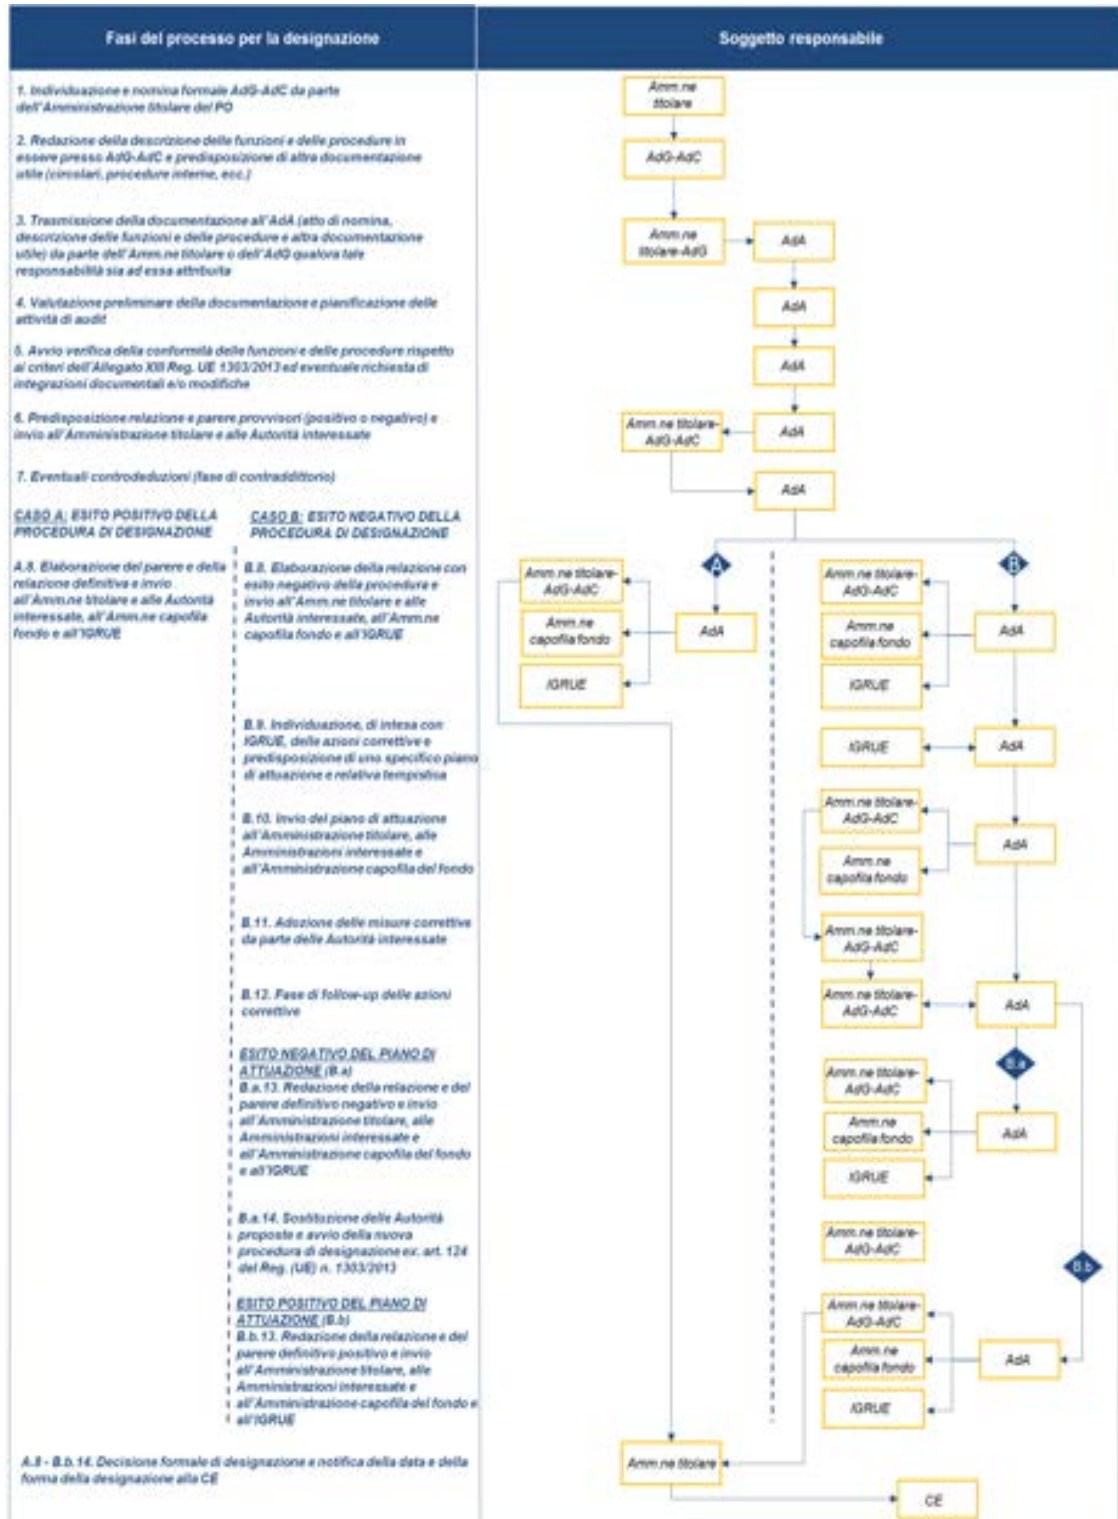 Fasi del processo per la designazione
Soggetto responsabile
1. Individuazione e nomina formale AdG-AdC da parte
dell'Amministrazione titolare del PO
2. Redazione della descrizione delle funzioni e delle procedure in
essere presso AdG-AdC e predisposizione di altra documentazione
utile (circolari, procedure interne, ecc.)
3. Trasmissione della documentazione all'AdA (atto di nomina,
descrizione delle funzioni e delle procedure e altra documentazione
utile) da parte dell'Amm.ne titolare o dell'AdG qualora tale
responsabilità sia ad essa attribuita
4. Valutazione preliminare della documentazione e pianificazione delle
attività di audit
5. Avvio verifica della conformità delle funzioni e delle procedure rispetto
ai criteri dell'Allegato XIII Reg. UE 1303/2013 ed eventuale richiesta di
integrazioni documentali e/o modifiche
6. Predisposizione relazione e parere provvisori (positivo o negativo) e
invio all'Amministrazione titolare e alle Autorità interessate
7. Eventuali controdeduzioni (fase di contraddittorio)
CASO A: ESITO POSITIVO DELLA
PROCEDURA DI DESIGNAZIONE
A.8. Elaborazione del parere e della
relazione definitiva e invio
all'Amm.ne titolare e alle Autorità
interessate, all'Amm.ne capofila
fondo e all'IGRUE
CASO B: ESITO NEGATIVO DELLA
PROCEDURA DI DESIGNAZIONE
B.8. Elaborazione della relazione con
esito negativo della procedura e
invio all'Amm.ne titolare e alle
Autorità interessate, all'Amm.ne
capofila fondo e all'IGRUE
B.9. Individuazione, di intesa con
IGRUE, delle azioni correttive e
predisposizione di uno specifico piano
di attuazione e relativa tempistica
B.10. Invio del piano di attuazione
all'Amministrazione titolare, alle
Amministrazioni interessate e
all'Amministrazione capofila del fondo
B.11. Adozione delle misure correttive
da parte delle Autorità interessate
B.12. Fase di follow-up delle azioni
correttive
ESITO NEGATIVO DEL PIANO DI
ATTUAZIONE (B.a)
B.a.13. Redazione della relazione e del
parere definitivo negativo e invio
all'Amministrazione titolare, alle
Amministrazioni interessate e
all'Amministrazione capofila del fondo
e all'IGRUE
B.a.14. Sostituzione delle Autorità
proposte e avvio della nuova
procedura di designazione ex. art. 124
del Reg. (UE) n. 1303/2013
ESITO POSITIVO DEL PIANO DI
ATTUAZIONE (B.b)
B.b.13. Redazione della relazione e del
parere definitivo positivo e invio
all'Amministrazione titolare, alle
Amministrazioni interessate e
all'Amministrazione capofila del fondo e
all'IGRUE
A.9 - B.b.14. Decisione formale di designazione e notifica della data e della
forma della designazione alla CE
Amm.ne
titolare
AdG-AdC
Amm.ne
titolare-AdG
AdA
AdA
AdA
Amm.ne titolare-
AdG-AdC
AdA
AdA
A
B
Amm.ne titolare-
AdG-AdC
Amm.ne
capofila fondo
AdA
IGRUE
Amm.ne titolare-
AdG-AdC
Amm.ne
capofila fondo
AdA
IGRUE
IGRUE
AdA
Amm.ne titolare-
AdG-AdC
AdA
Amm.ne
capofila fondo
Amm.ne titolare-
AdG-AdC
Amm.ne titolare-
AdG-AdC
AdA
B.a
Amm.ne titolare-
AdG-AdC
Amm.ne
capofila fondo
AdA
IGRUE
Amm.ne titolare-
AdG-AdC
B.b
Amm.ne titolare-
AdG-AdC
Amm.ne
capofila fondo
AdA
IGRUE
Amm.ne titolare
CE